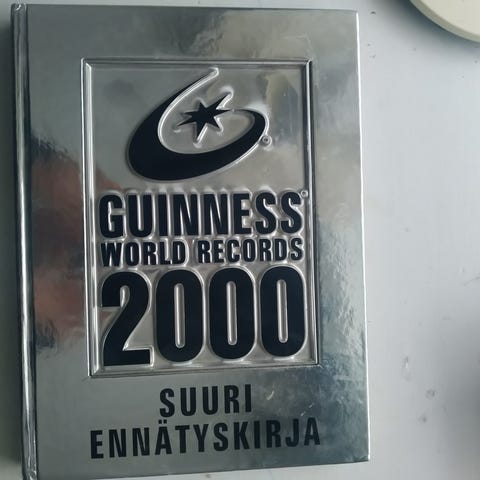 GUINNESS®
WORLD RECORDS
2000
SUURI
ENNÄTYSKIRJA